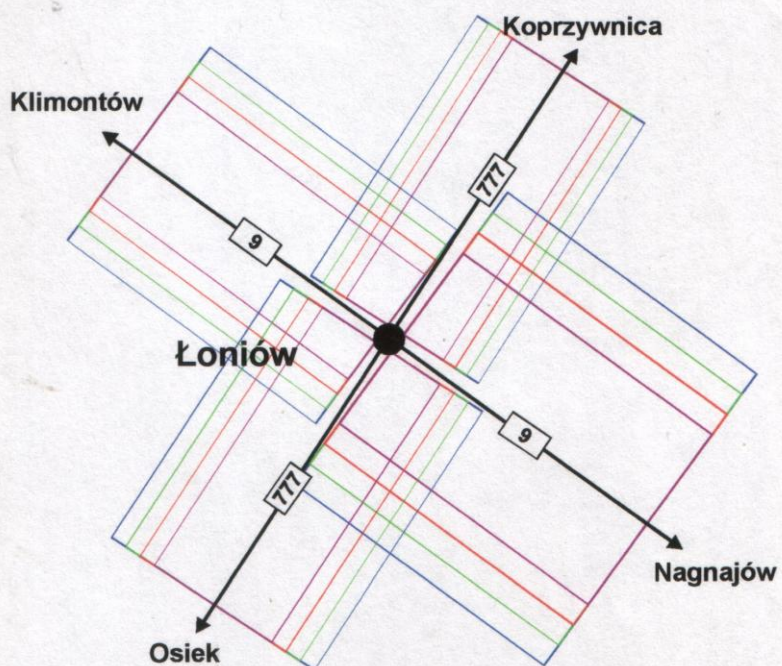 Koprzywnica
Klimontów
777
9
Łoniów
9
777
Nagnajów
Osiek